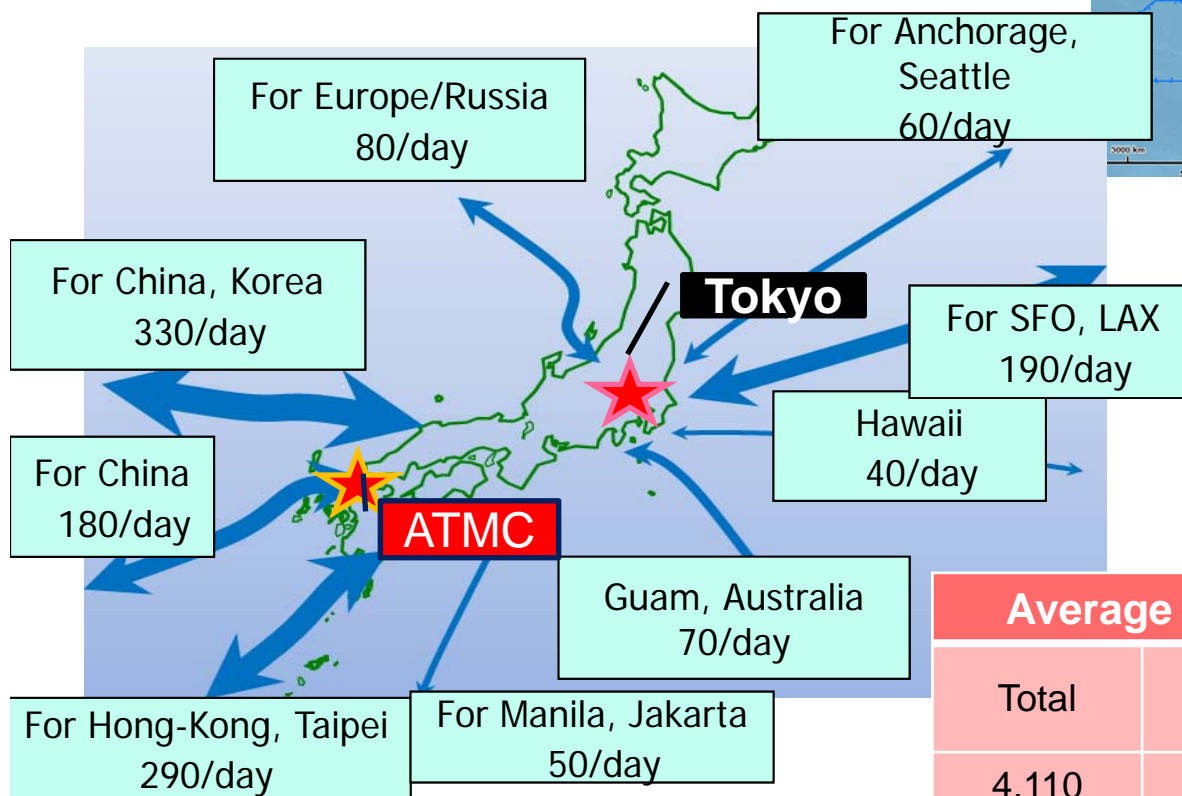 For Anchorage,
Seattle
60/day
5000 km
For Europe/Russia
80/day
For China, Korea
330/day
Tokyo
For SFO, LAX
190/day
Hawaii
40/day
For China
180/day
ATMC
Guam, Australia
70/day
For Hong-Kong, Taipei
290/day
For Manila, Jakarta
50/day
Average
Total
4,110